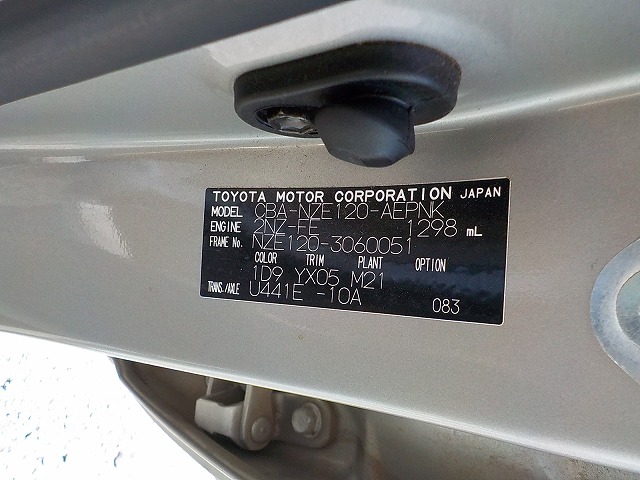 TOYOTA MOTOR CORPORATION JAPAN
MODEL CBA-NZE120-AEPNK
ENGINE 2NZ-FE 1298 mL
FRAME No. NZE120-3060051
COLOR TRIM PLANT OPTION
1D9 YX05 M21
TRANS./AXLE U441E -10A 083